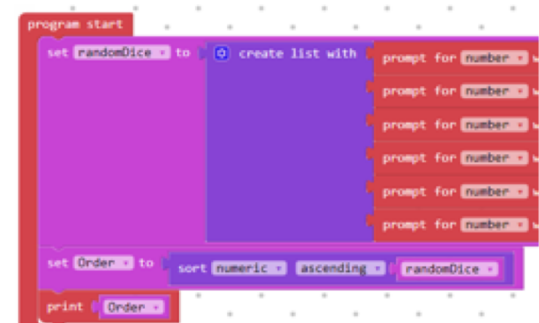 program start
set randomDice to create list with prompt for number
prompt for number
prompt for number
prompt for number
prompt for number
prompt for number
set Order to sort numeric ascending randomDice
print Order